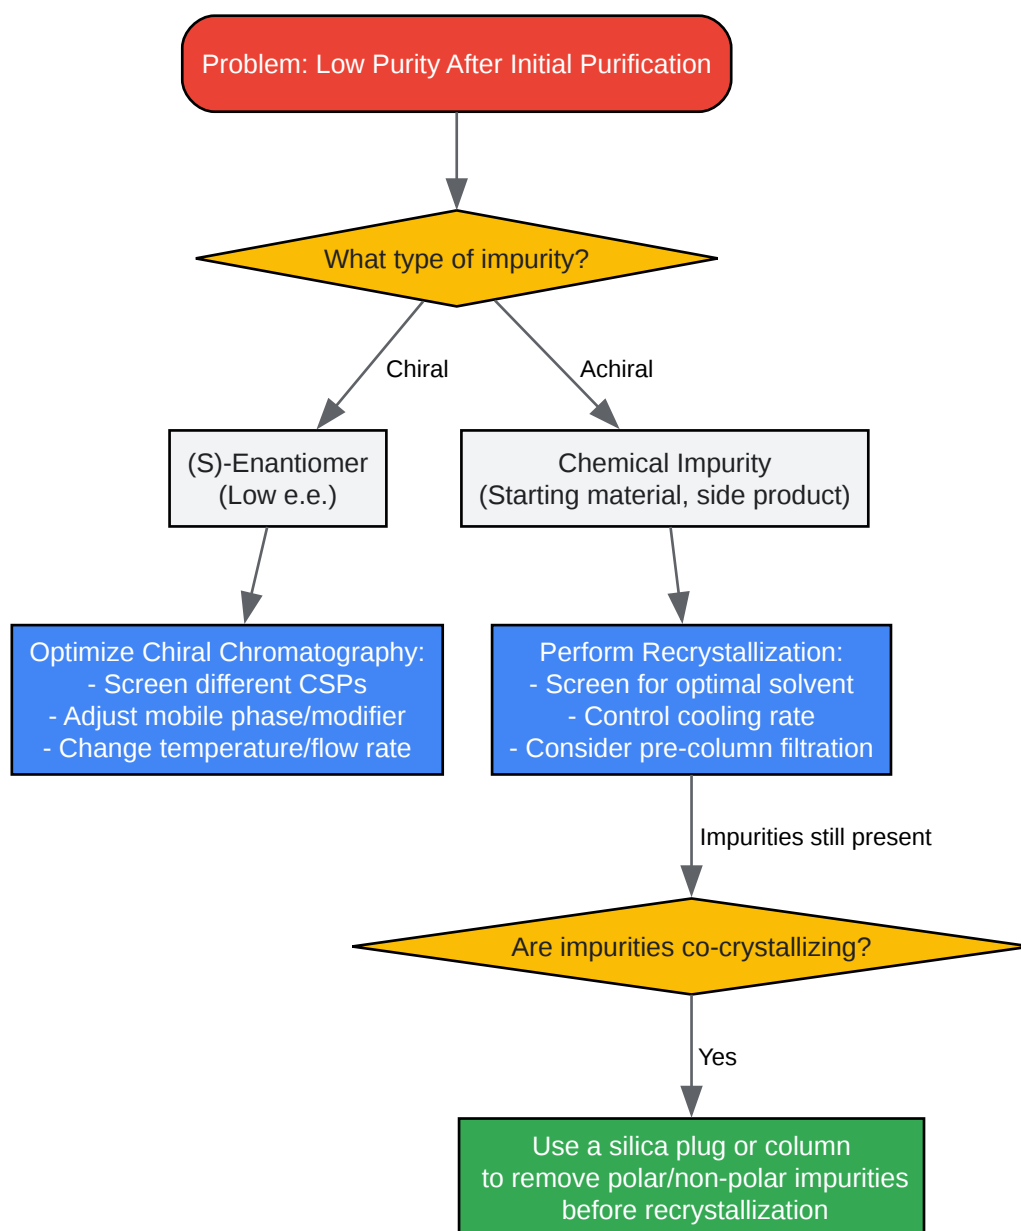 Problem: Low Purity After Initial Purification
What type of impurity?
Chiral
Achiral
(S)-Enantiomer
(Low e.e.)
Chemical Impurity
(Starting material, side product)
Optimize Chiral Chromatography:
- Screen different CSPs
- Adjust mobile phase/modifier
- Change temperature/flow rate
Perform Recrystallization:
- Screen for optimal solvent
- Control cooling rate
- Consider pre-column filtration
Impurities still present
Are impurities co-crystallizing?
Yes
Use a silica plug or column
to remove polar/non-polar impurities
before recrystallization